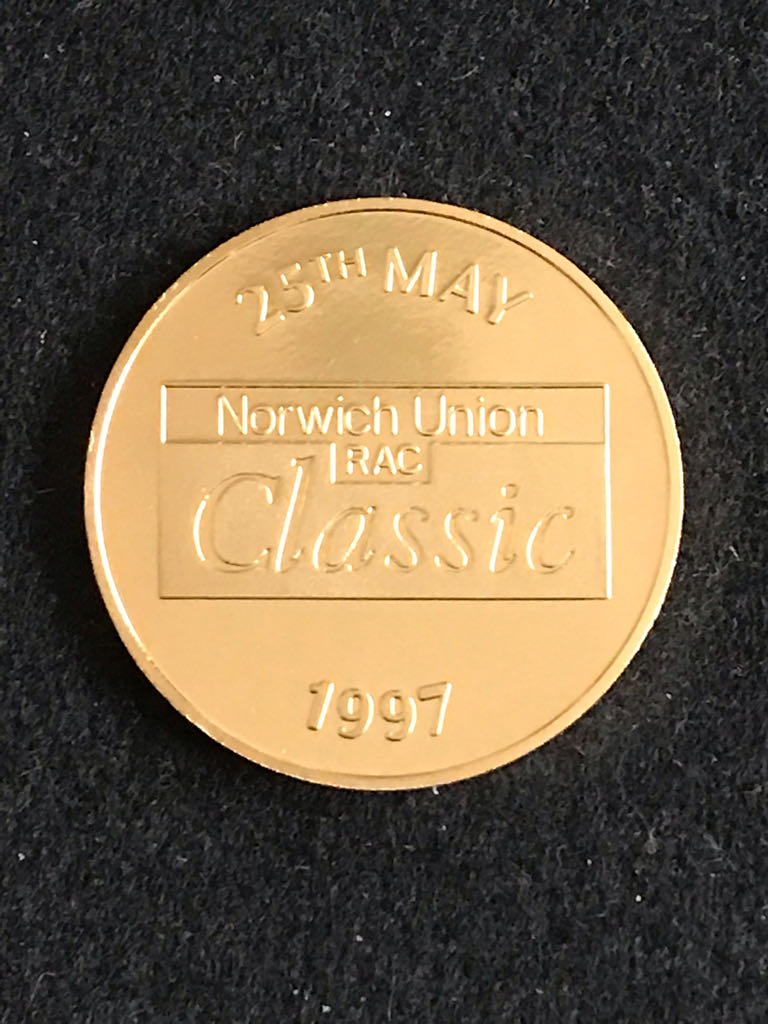 25TH MAY
Norwich Union
RAC
Classic
1997